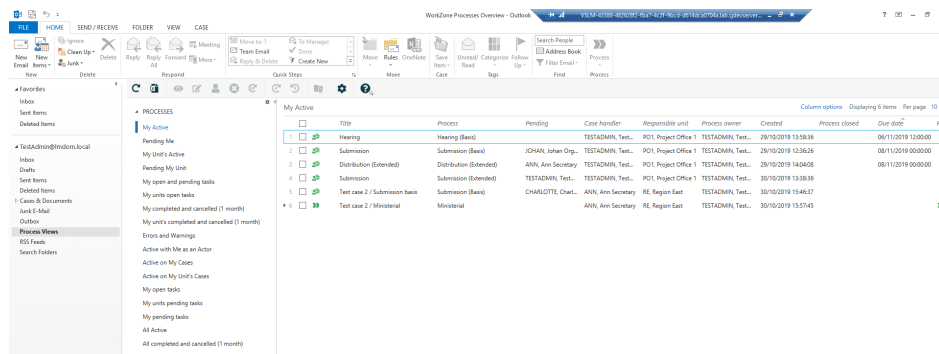 WorkZone Processes Overview - Outlook
FILE HOME SEND / RECEIVE FOLDER VIEW CASE
New Email
New Items
Ignore
Clean Up
Junk
Delete
Reply
Reply All
Forward
Meeting
More
Move to: ?
Team Email
Reply & Delete
To Manager
Done
Create New
Move
Rules
OneNote
Save Item
Unread/ Read
Categorize
Follow Up
Search People
Address Book
Filter Email
Process
New Delete Respond Quick Steps Move Case Tags Find Process
Favorites
Inbox
Sent Items
Deleted Items
TestAdmin@lmdom.local
Inbox
Drafts
Sent Items
Deleted Items
Cases & Documents
Junk E-Mail
Outbox
Process Views
RSS Feeds
Search Folders
PROCESSES
My Active
Pending Me
My Unit's Active
Pending My Unit
My open and pending tasks
My units open tasks
My completed and cancelled (1 month)
My unit's completed and cancelled (1 month)
Errors and Warnings
Active with Me as an Actor
Active on My Cases
Active on My Unit's Cases
My open tasks
My units pending tasks
My pending tasks
All Active
All completed and cancelled (1 month)
My Active Column options Displaying 6 items Per page 10
Title Process Pending Case handler Responsible unit Process owner Created Process closed Due date
1 Hearing Hearing (Basis) TESTADMIN, Test... PO1, Project Office 1 TESTADMIN, Test... 29/10/2019 13:58:36 06/11/2019 12:00:00
2 Submission Submission (Basis) JOHAN, Johan Org... TESTADMIN, Test... PO1, Project Office 1 TESTADMIN, Test... 29/10/2019 12:36:26 08/11/2019 00:00:00
3 Distribution (Extended) Distribution (Extended) ANN, Ann Secretary TESTADMIN, Test... PO1, Project Office 1 TESTADMIN, Test... 29/10/2019 14:04:08 08/11/2019 00:00:00
4 Submission Submission (Extended) TESTADMIN, Test... TESTADMIN, Test... PO1, Project Office 1 TESTADMIN, Test... 30/10/2019 13:38:36
5 Test case 2 / Submission basis Submission (Basis) CHARLOTTE, Charl... ANN, Ann Secretary RE, Region East TESTADMIN, Test... 30/10/2019 15:46:37
6 Test case 2 / Ministerial Ministerial ANN, Ann Secretary RE, Region East TESTADMIN, Test... 30/10/2019 15:57:45